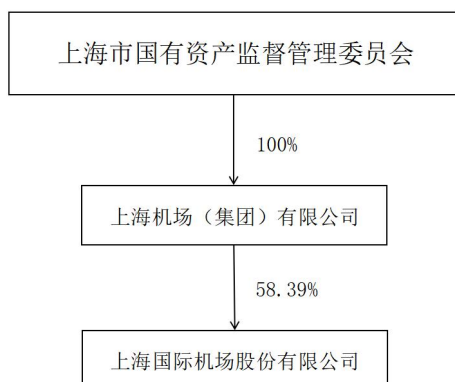 上海市国有资产监督管理委员会
100%
上海机场（集团）有限公司
58.39%
上海国际机场股份有限公司